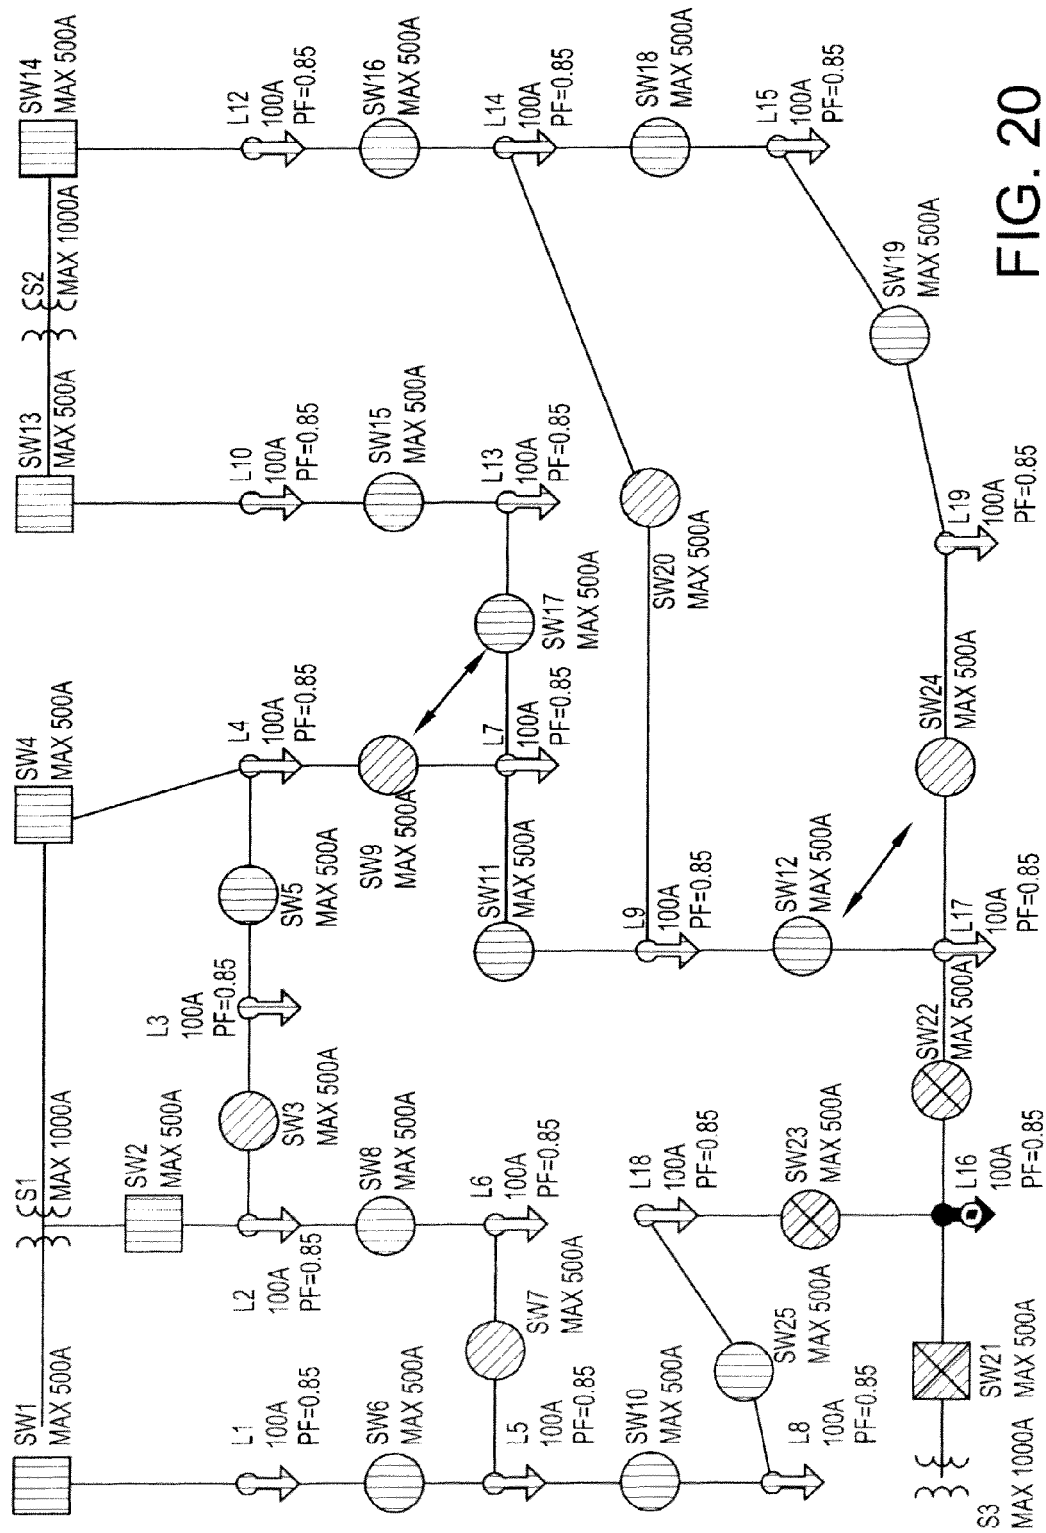 SW1
MAX 500A
S1
MAX 1000A
SW4
MAX 500A
SW13
MAX 500A
S2
MAX 1000A
SW14
MAX 500A
SW2
MAX 500A
L1
100A
PF=0.85
L2
100A
PF=0.85
SW3
MAX 500A
L3
100A
PF=0.85
SW5
MAX 500A
L4
100A
PF=0.85
L10
100A
PF=0.85
L12
100A
PF=0.85
SW6
MAX 500A
SW8
MAX 500A
SW9
MAX 500A
SW15
MAX 500A
SW16
MAX 500A
L5
100A
PF=0.85
SW7
MAX 500A
L6
100A
PF=0.85
SW11
MAX 500A
L7
100A
PF=0.85
SW17
MAX 500A
L13
100A
PF=0.85
L14
100A
PF=0.85
SW10
MAX 500A
L18
100A
PF=0.85
L9
100A
PF=0.85
SW20
MAX 500A
SW18
MAX 500A
L8
100A
PF=0.85
SW25
MAX 500A
SW23
MAX 500A
SW12
MAX 500A
L15
100A
PF=0.85
SW19
MAX 500A
S3
MAX 1000A
SW21
MAX 500A
L16
100A
PF=0.85
SW22
MAX 500A
L17
100A
PF=0.85
SW24
MAX 500A
L19
100A
PF=0.85
FIG. 20